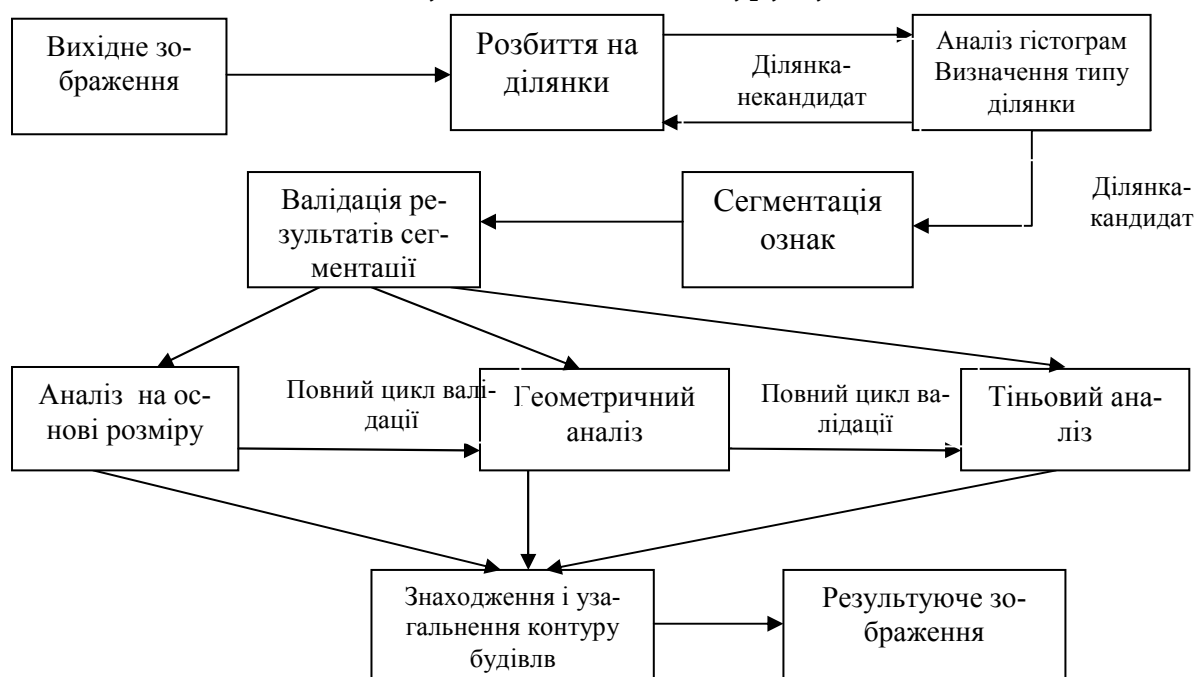 Вихідне зо-
браження
Розбиття на
ділянки
Ділянка-
некандидат
Аналіз гістограм
Визначення типу
ділянки
Валідація ре-
зультатів сег-
ментації
Сегментація
ознак
Ділянка-
кандидат
Аналіз на ос-
нові розміру
Повний цикл валі-
дації
Геометричний
аналіз
Повний цикл ва-
лідації
Тіньовий ана-
ліз
Знаходження і уза-
гальнення контуру
будівлв
Результуюче зо-
браження